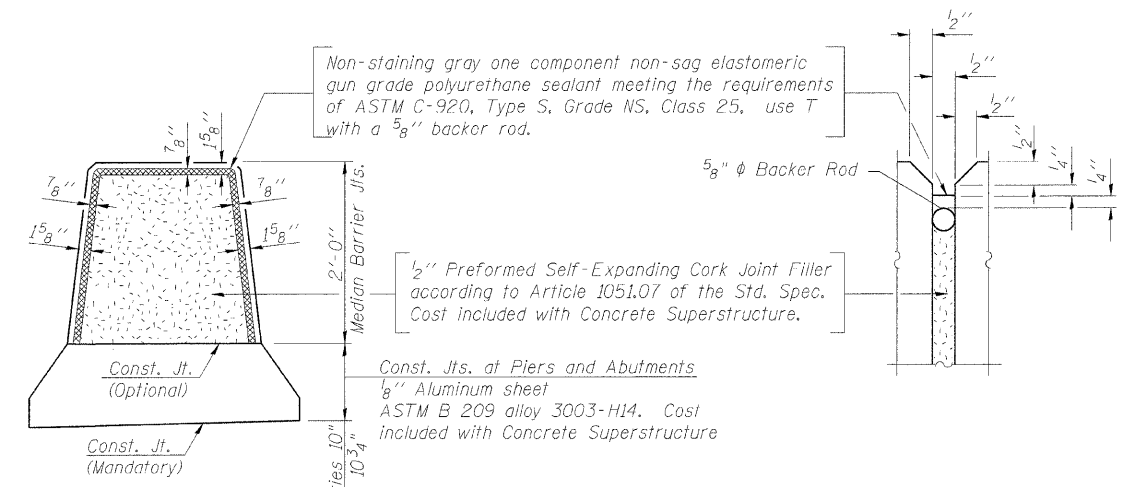 1/2"
1/2"
1/2"
1/2"
1/4"
1/4"
Non-staining gray one component non-sag elastomeric
gun grade polyurethane sealant meeting the requirements
of ASTM C-920, Type S, Grade NS, Class 25, use T
with a 5/8" backer rod.
5/8" ϕ Backer Rod
7/8"
1 5/8"
7/8"
7/8"
1 5/8"
1 5/8"
2'-0"
Median Barrier Jts.
1/2" Preformed Self-Expanding Cork Joint Filler
according to Article 1051.07 of the Std. Spec.
Cost included with Concrete Superstructure.
Const. Jt.
(Optional)
Const. Jts. at Piers and Abutments
1/8" Aluminum sheet
ASTM B 209 alloy 3003-H14. Cost
included with Concrete Superstructure
Const. Jt.
(Mandatory)
10"
10 3/4"